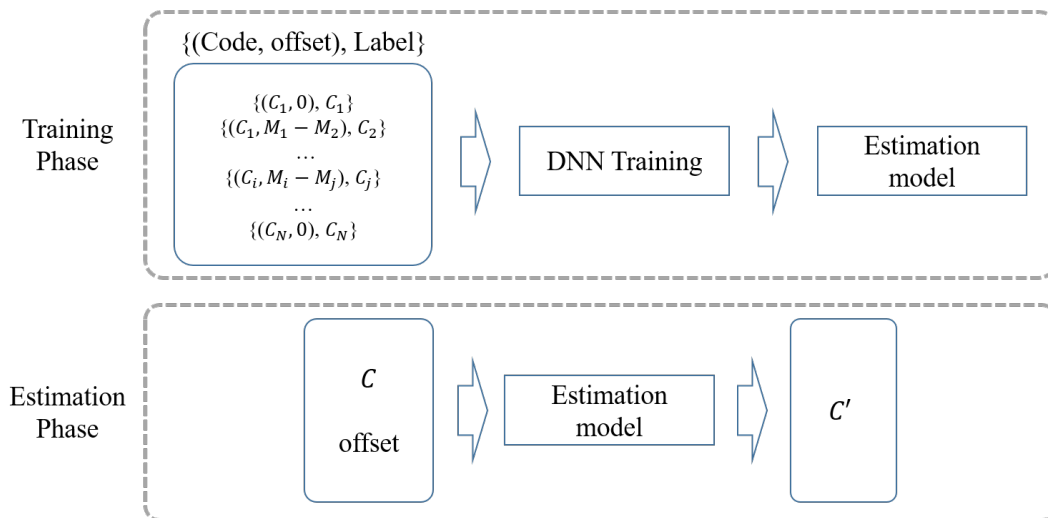 {(Code, offset), Label}
Training
Phase
{(𝐶₁, 0), 𝐶₁}
{(𝐶₁, 𝑀₁ − 𝑀₂), 𝐶₂}
…
{(𝐶ᵢ, 𝑀ᵢ − 𝑀ⱼ), 𝐶ⱼ}
…
{(𝐶_N, 0), 𝐶_N}
DNN Training
Estimation
model
Estimation
Phase
𝐶
offset
Estimation
model
𝐶′